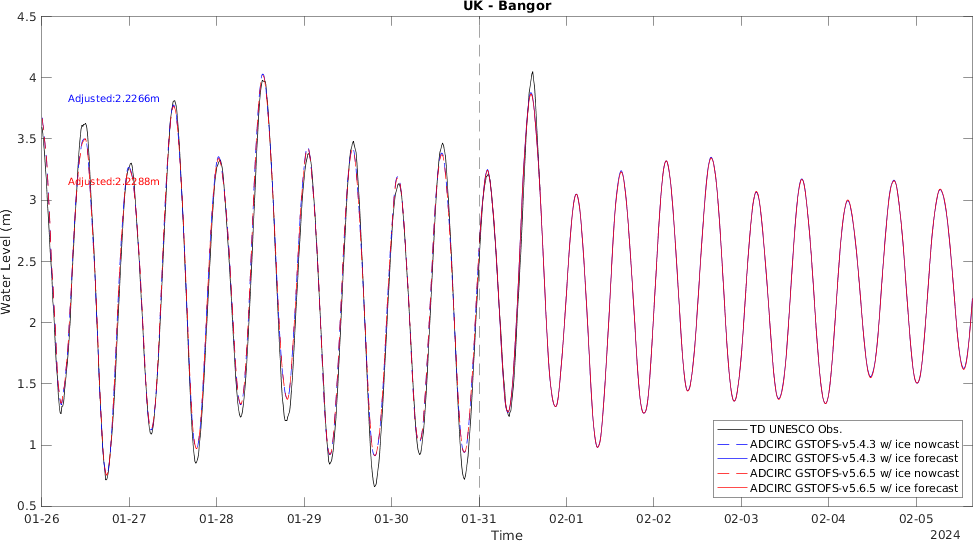 UK - Bangor
4.5
4
3.5
3
2.5
2
1.5
1
0.5
Water Level (m)
Adjusted:2.2266m
Adjusted:2.2288m
TD UNESCO Obs.
ADCIRC GSTOFS-v5.4.3 w/ ice nowcast
ADCIRC GSTOFS-v5.4.3 w/ ice forecast
ADCIRC GSTOFS-v5.6.5 w/ ice nowcast
ADCIRC GSTOFS-v5.6.5 w/ ice forecast
01-26 01-27 01-28 01-29 01-30 01-31 02-01 02-02 02-03 02-04 02-05
Time
2024